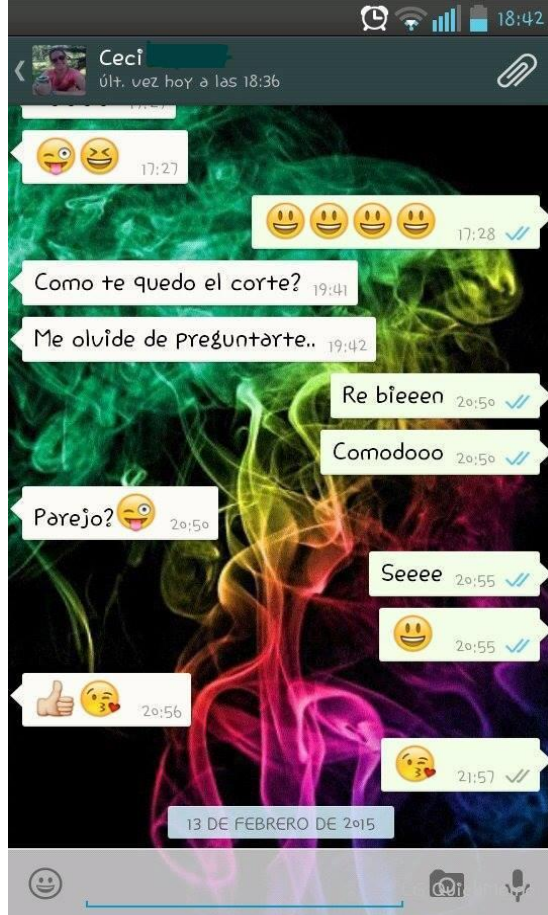 18:42
Ceci
últ. vez hoy a las 18:36
17:27
17:28
Como te quedo el corte? 19:41
Me olvide de preguntarte.. 19:42
Re bieeen 20:50
Comodooo 20:50
Parejo? 20:50
Seeee 20:55
20:55
20:56
21:57
13 DE FEBRERO DE 2015